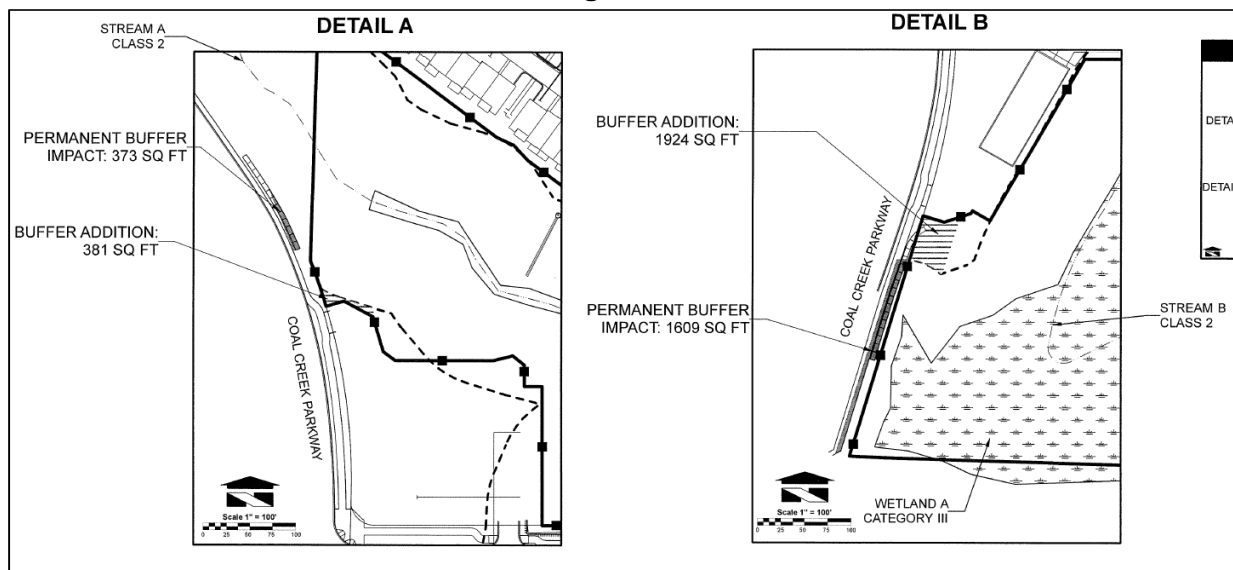 DETAIL A
STREAM A
CLASS 2
PERMANENT BUFFER
IMPACT: 373 SQ FT
BUFFER ADDITION:
381 SQ FT
COAL CREEK PARKWAY
Scale 1" = 100'
0 25 50 75 100
DETAIL B
BUFFER ADDITION:
1924 SQ FT
COAL CREEK PARKWAY
PERMANENT BUFFER
IMPACT: 1609 SQ FT
STREAM B
CLASS 2
WETLAND A
CATEGORY III
Scale 1" = 100'
0 25 50 75 100
DETA
DETAI